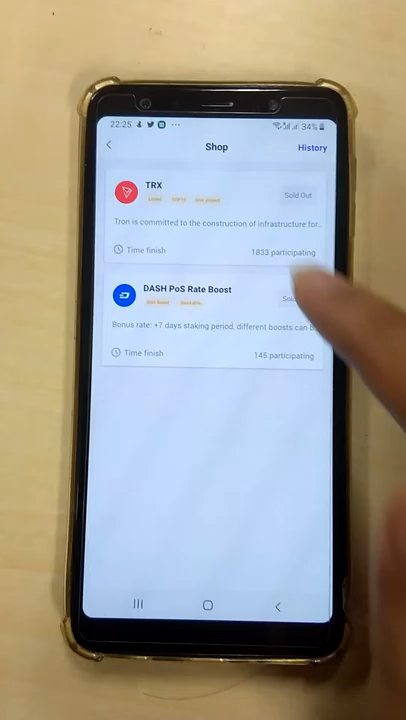 22.25 34%
Shop
History
TRX
Sold Out
Tron is committed to the construction of infrastructure for...
Time finish
1833 participating
DASH PoS Rate Boost
Bonus rate: +7 days staking period, different boosts can b
Time finish
145 participating